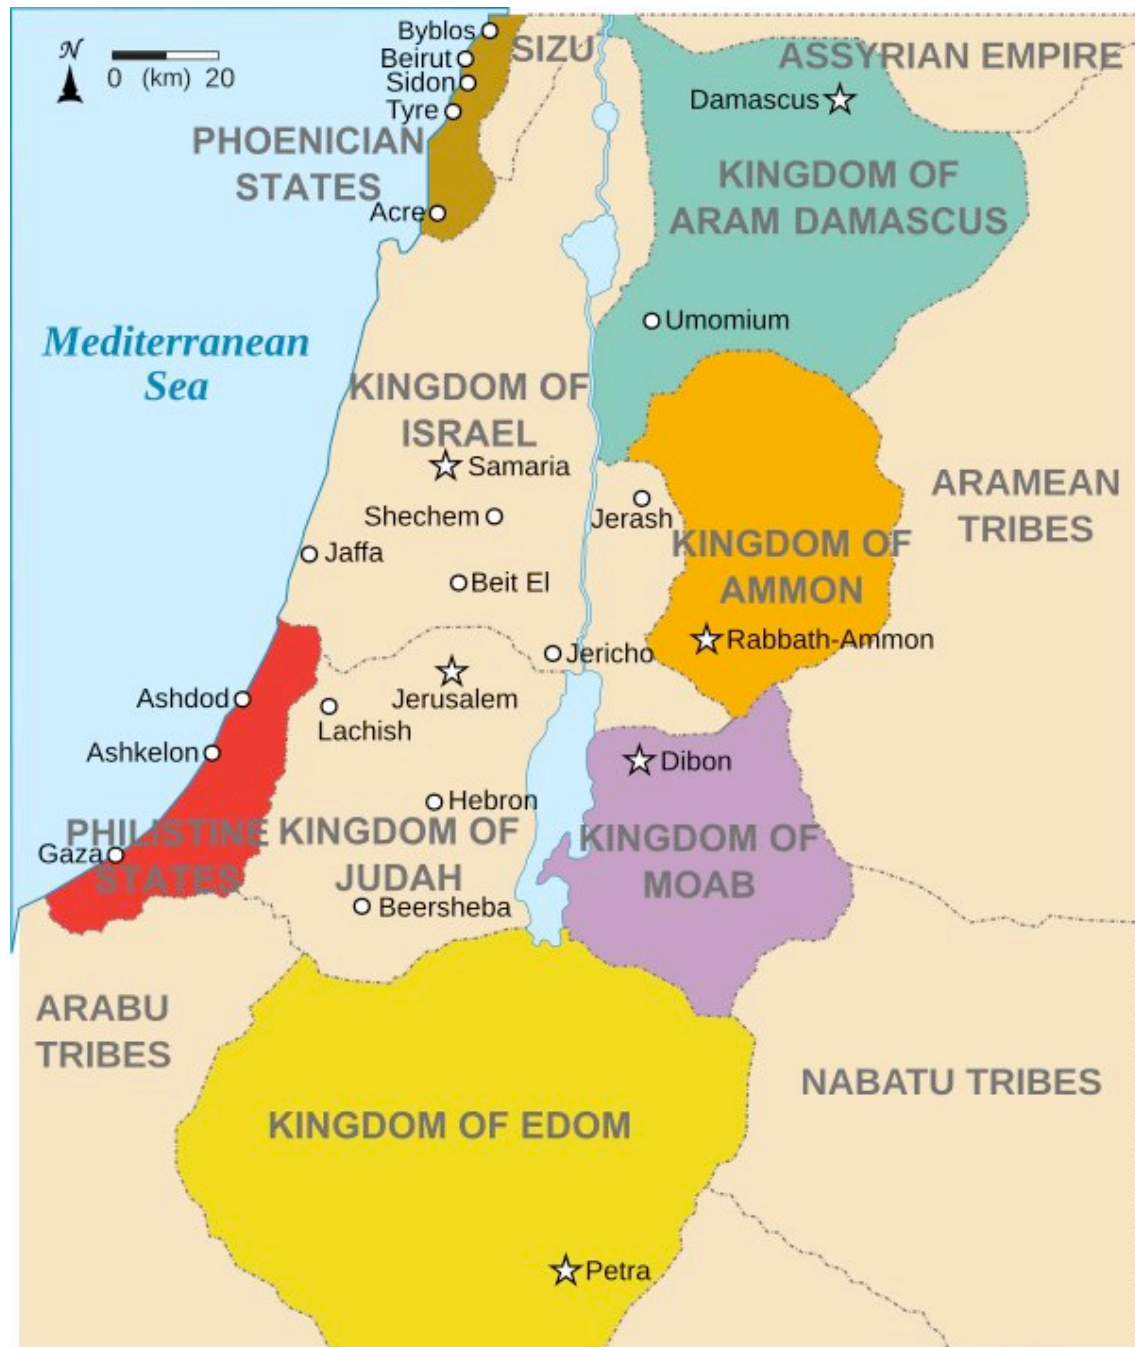 N
0 (km) 20
Byblos
Beirut
Sidon
Tyre
SIZU
ASSYRIAN EMPIRE
Damascus
PHOENICIAN
STATES
Acre
KINGDOM OF
ARAM DAMASCUS
Umomium
Mediterranean
Sea
KINGDOM OF
ISRAEL
Samaria
Shechem
Jaffa
Beit El
Jerash
KINGDOM OF
AMMON
Rabbath-Ammon
ARAMEAN
TRIBES
Jericho
Jerusalem
Lachish
Ashdod
Ashkelon
Hebron
Dibon
PHILISTINE
STATES
Gaza
KINGDOM OF
JUDAH
Beersheba
KINGDOM OF
MOAB
ARABU
TRIBES
NABATU TRIBES
KINGDOM OF EDOM
Petra